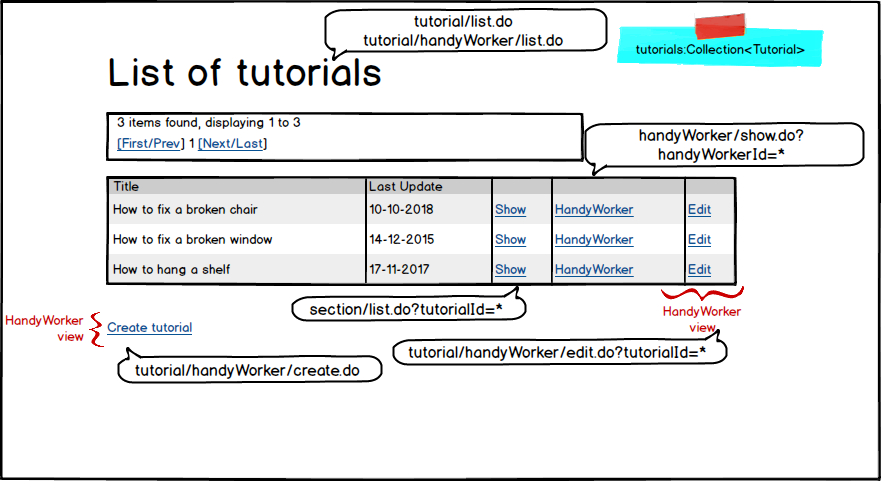 tutorial/list.do
tutorial/handyWorker/list.do
tutorials:Collection<Tutorial>
List of tutorials
3 items found, displaying 1 to 3
[First/Prev] 1 [Next/Last]
handyWorker/show.do?
handyWorkerId=*
Title Last Update
How to fix a broken chair 10-10-2018 Show HandyWorker Edit
How to fix a broken window 14-12-2015 Show HandyWorker Edit
How to hang a shelf 17-11-2017 Show HandyWorker Edit
section/list.do?tutorialId=*
HandyWorker
view
HandyWorker
view
Create tutorial
tutorial/handyWorker/edit.do?tutorialId=*
tutorial/handyWorker/create.do